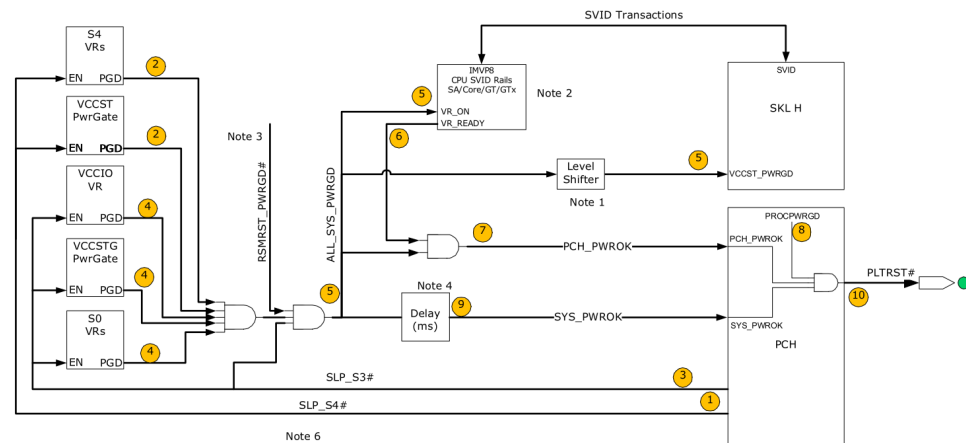 SVID Transactions
S4
VRs
EN PGD
2
VCCST
PwrGate
EN PGD
2
VCCIO
VR
EN PGD
4
VCCSTG
PwrGate
EN PGD
4
S0
VRs
EN PGD
4
Note 3
RSMRST_PWRGD#
ALL_SYS_PWRGD
5
IMVP8
CPU SVID Rails
SA/Core/GT/GTx
VR_ON
VR_READY
5
6
Note 2
SVID
SKL H
VCCST_PWRGD
5
Level
Shifter
Note 1
7
PCH_PWROK
Note 4
Delay
(ms)
9
SYS_PWROK
PROCPWRGD
8
PCH_PWROK
SYS_PWROK
PCH
10
PLTRST#
SLP_S3#
3
SLP_S4#
1
Note 6